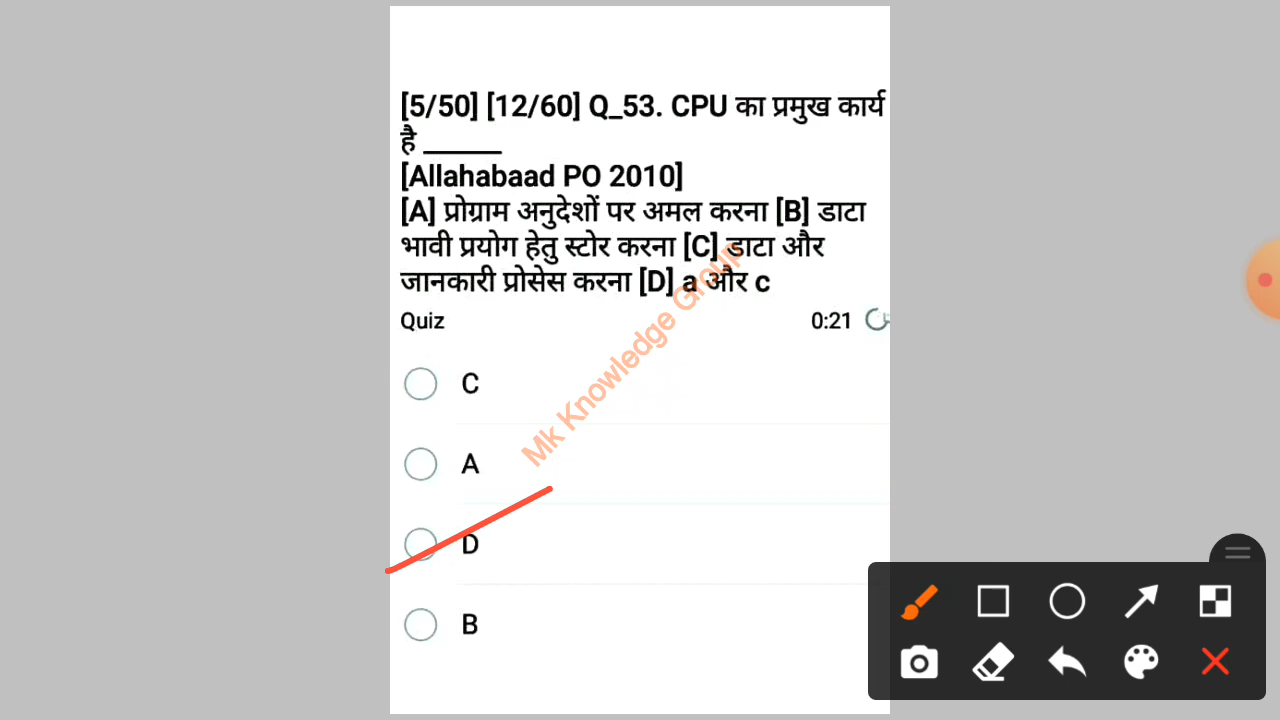 [5/50] [12/60] Q_53. CPU का प्रमुख कार्य
है ______
[Allahabaad PO 2010]
[A] प्रोग्राम अनुदेशों पर अमल करना [B] डाटा
भावी प्रयोग हेतु स्टोर करना [C] डाटा और
जानकारी प्रोसेस करना [D] a और c
Quiz 0:21
C
A
D
B
Mk Knowledge Group